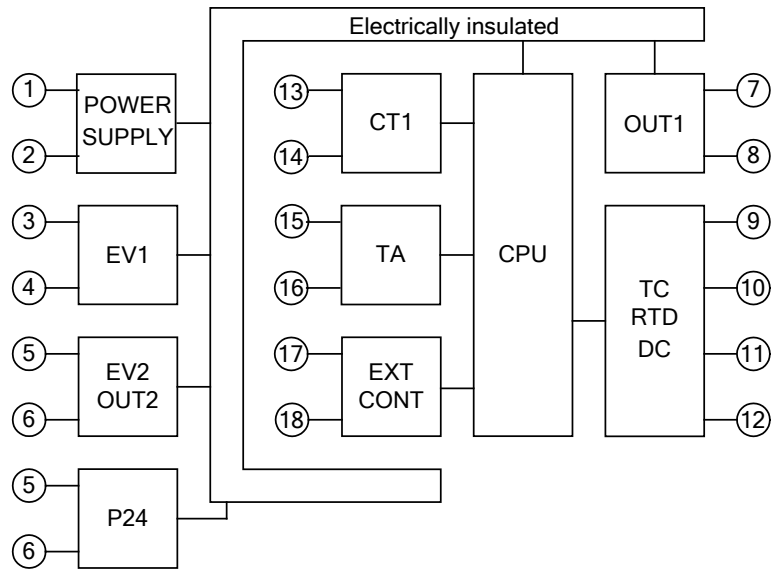 Electrically insulated
1
2
POWER
SUPPLY
3
4
EV1
5
6
EV2
OUT2
5
6
P24
13
14
CT1
15
16
TA
17
18
EXT
CONT
CPU
OUT1
7
8
TC
RTD
DC
9
10
11
12